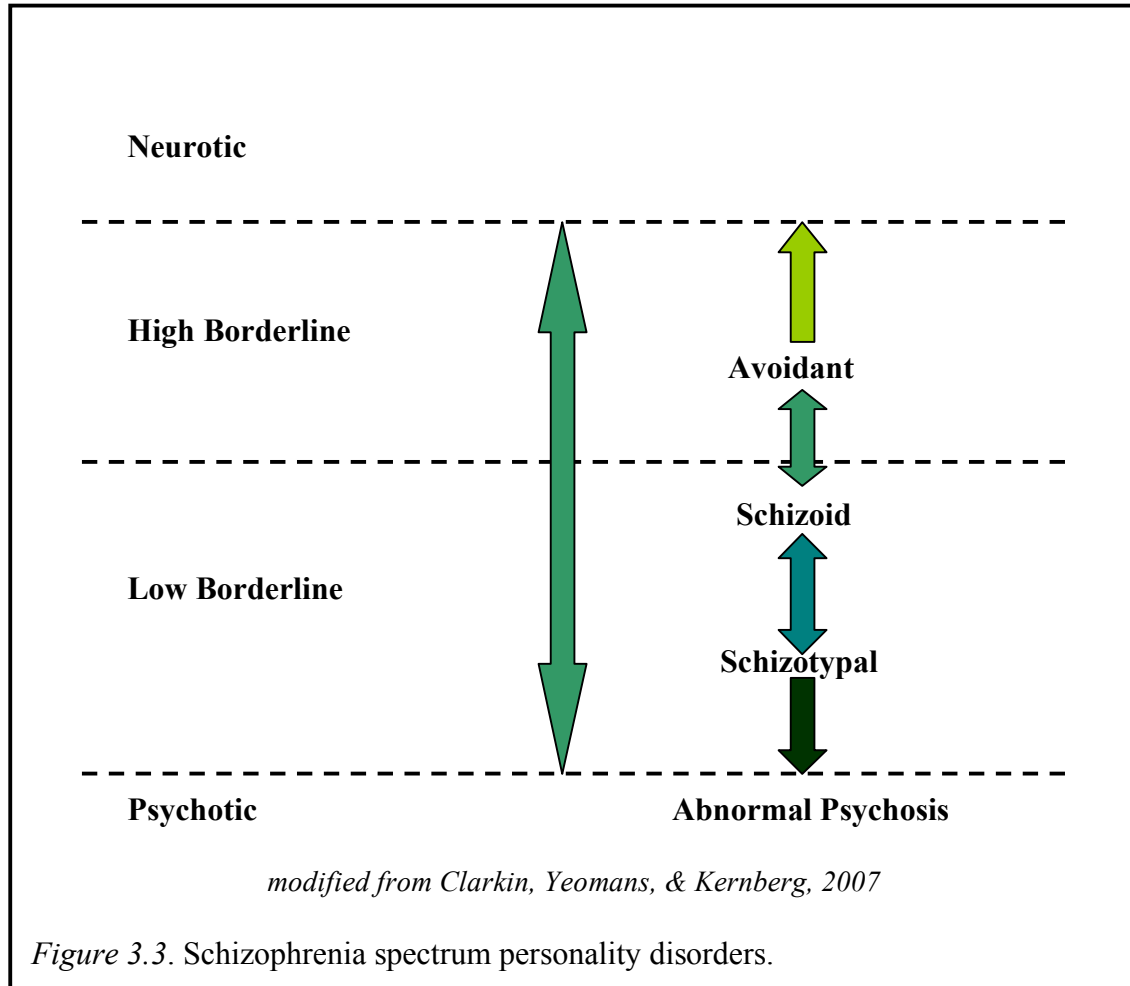 Neurotic
High Borderline
Avoidant
Schizoid
Low Borderline
Schizotypal
Psychotic
Abnormal Psychosis
modified from Clarkin, Yeomans, & Kernberg, 2007
Figure 3.3. Schizophrenia spectrum personality disorders.